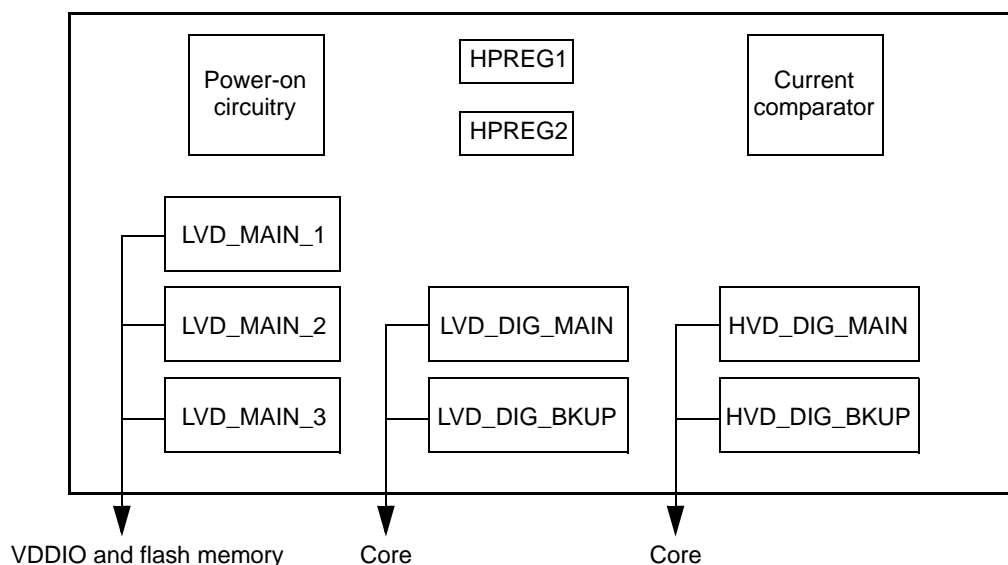 Power-on
circuitry
HPREG1
HPREG2
Current
comparator
LVD_MAIN_1
LVD_MAIN_2
LVD_DIG_MAIN
HVD_DIG_MAIN
LVD_MAIN_3
LVD_DIG_BKUP
HVD_DIG_BKUP
VDDIO and flash memory
Core
Core